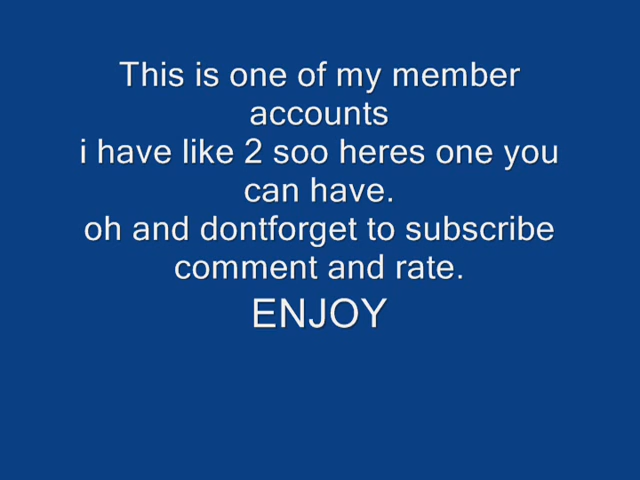 This is one of my member
accounts
i have like 2 soo heres one you
can have.
oh and dontforget to subscribe
comment and rate.
ENJOY